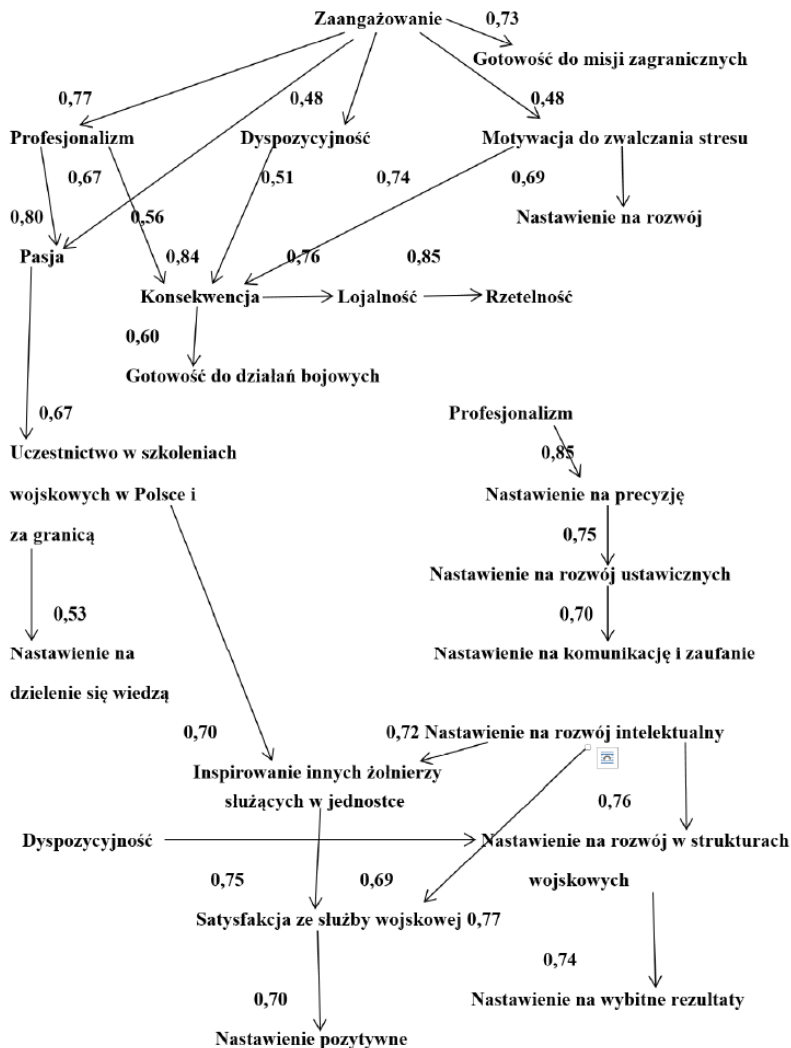 Zaangażowanie 0,73
Gotowość do misji zagranicznych
0,77 0,48 0,48
Profesjonalizm Dyspozycyjność Motywacja do zwalczania stresu
0,67 0,51 0,74 0,69
0,80 0,56 Nastawienie na rozwój
Pasja 0,84 0,76 0,85
Konsekwencja Lojalność Rzetelność
0,60
Gotowość do działań bojowych
0,67 Profesjonalizm
Uczestnictwo w szkoleniach 0,85
wojskowych w Polsce i Nastawienie na precyzję
za granicą 0,75
Nastawienie na rozwój ustawicznych
0,53 0,70
Nastawienie na Nastawienie na komunikację i zaufanie
dzielenie się wiedzą
0,70 0,72 Nastawienie na rozwój intelektualny
Inspirowanie innych żołnierzy
służących w jednostce 0,76
Dyspozycyjność Nastawienie na rozwój w strukturach
0,75 0,69 wojskowych
Satysfakcja ze służby wojskowej 0,77
0,74
0,70 Nastawienie na wybitne rezultaty
Nastawienie pozytywne